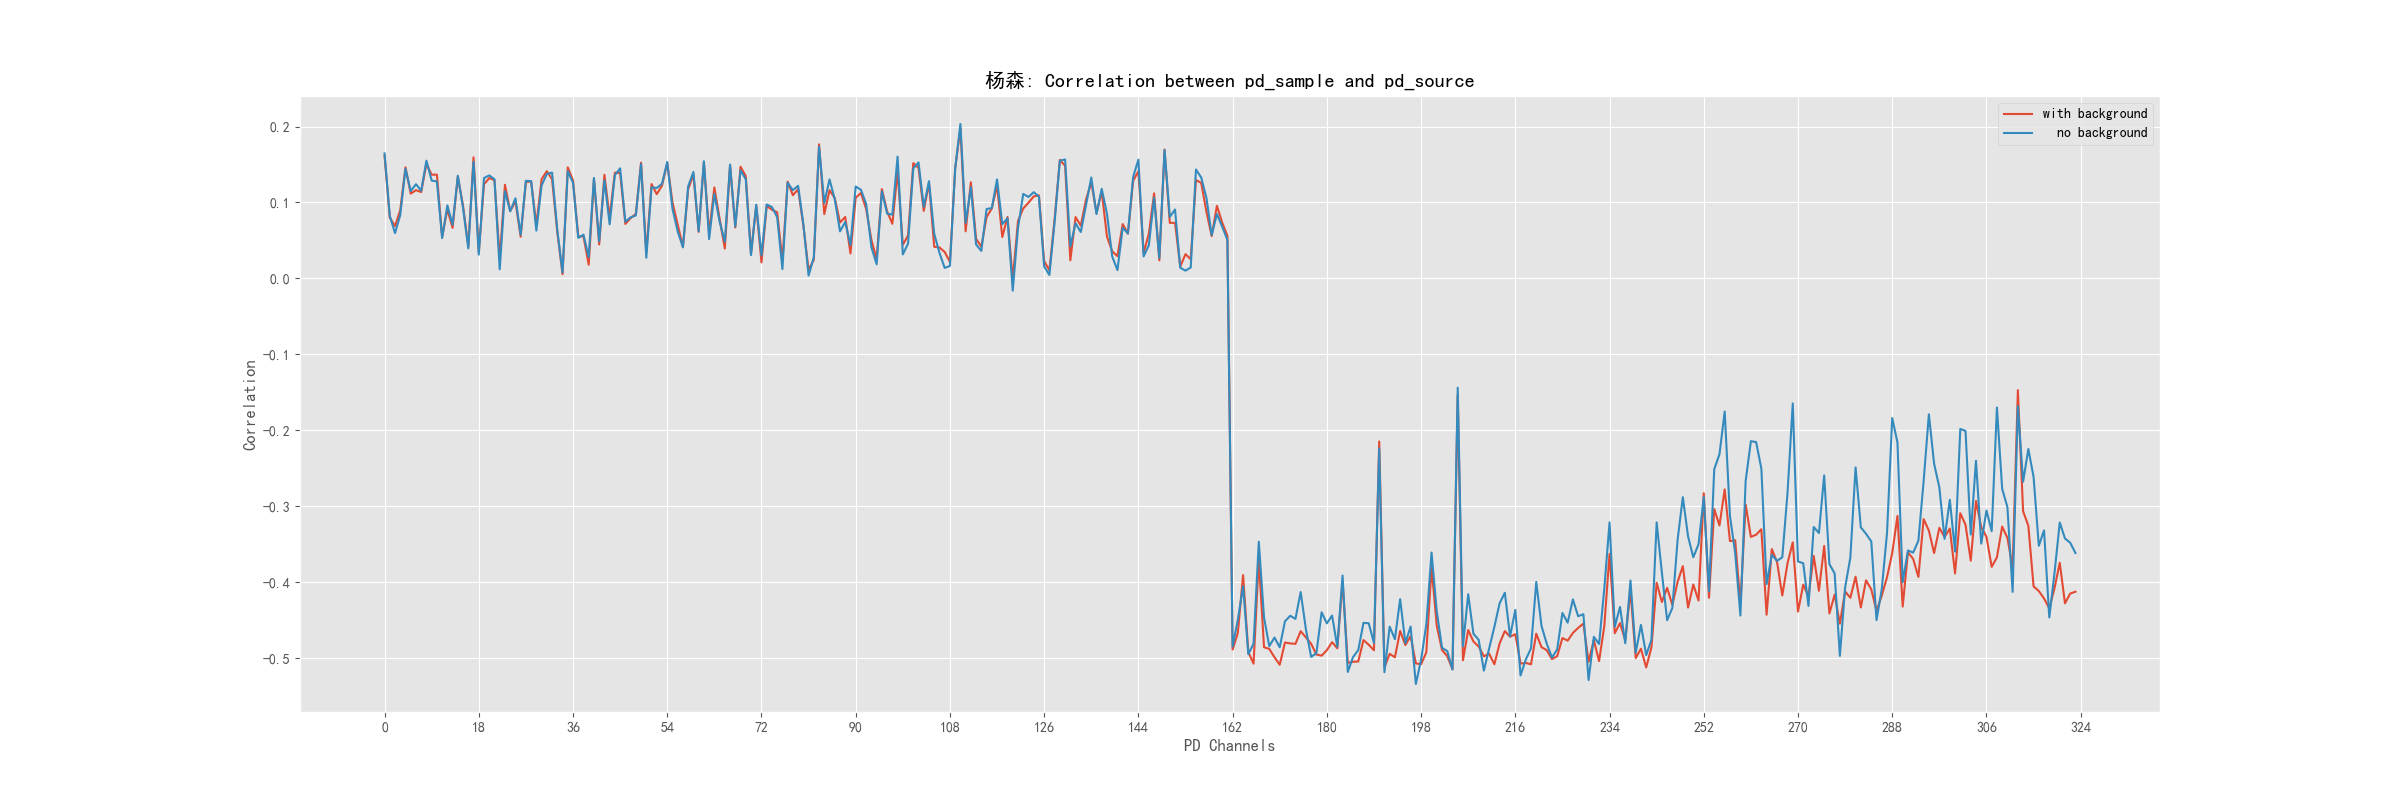 杨森: Correlation between pd_sample and pd_source
with background
no background
0.2
0.1
0.0
-0.1
-0.2
-0.3
-0.4
-0.5
Correlation
0 18 36 54 72 90 108 126 144 162 180 198 216 234 252 270 288 306 324
PD Channels